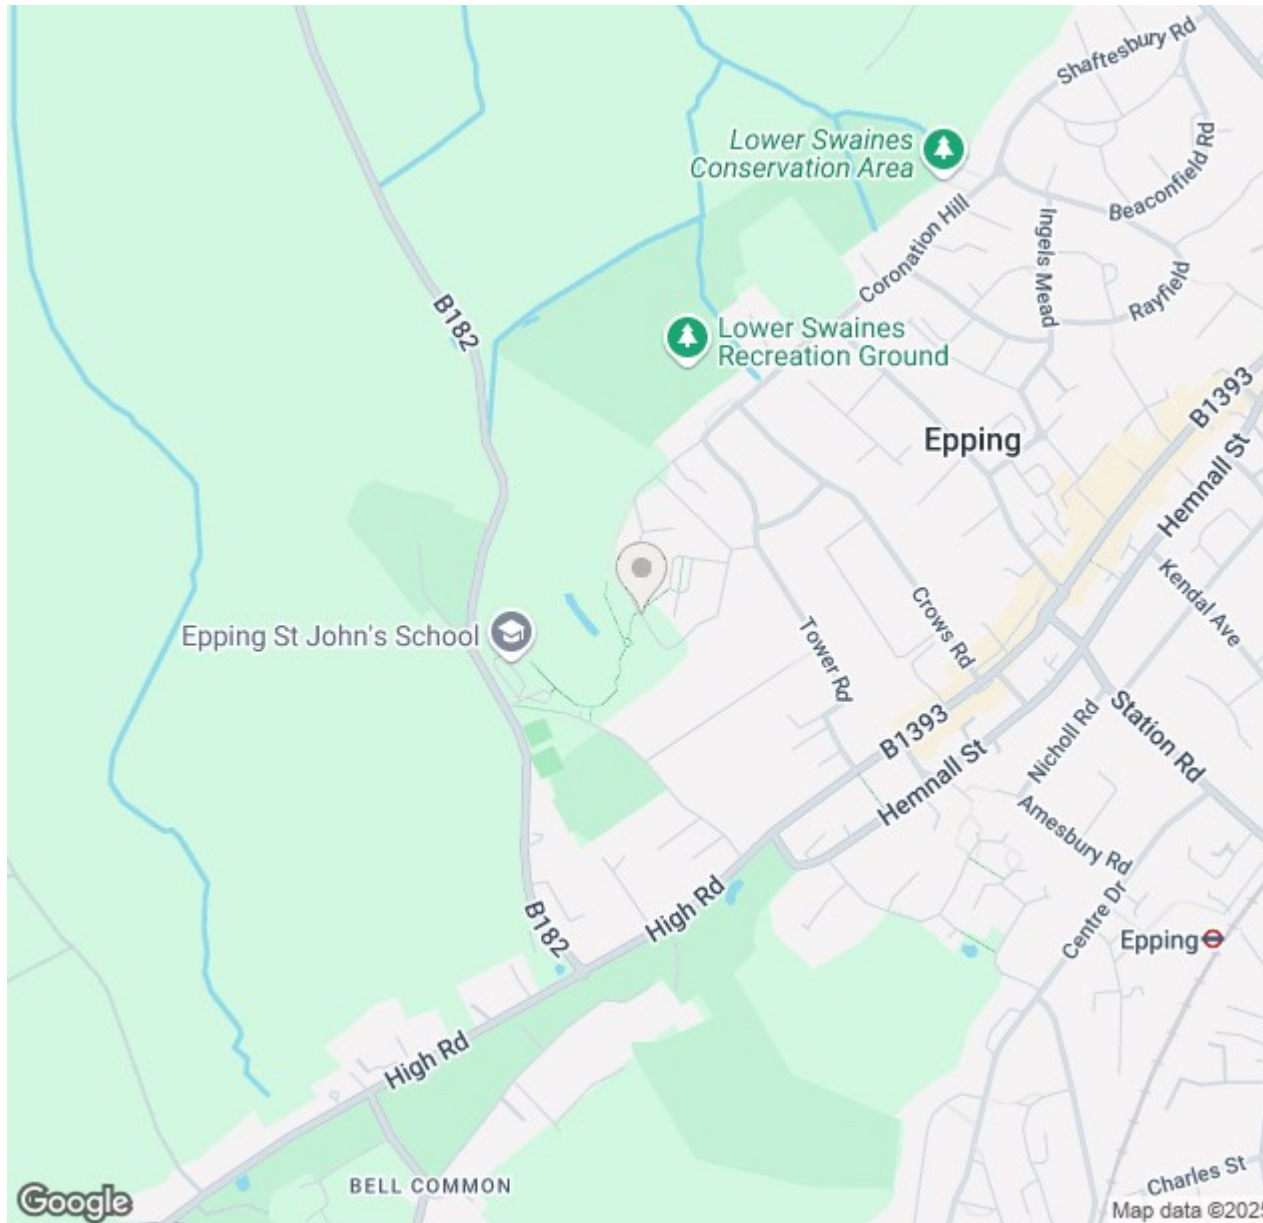 Shaftesbury Rd
Lower Swaines
Conservation Area
Beaconfield Rd
Ingels Mead
Coronation Hill
Rayfield
B182
Lower Swaines
Recreation Ground
B1393
Epping
Hemnall St
Kendal Ave
Crows Rd
Epping St John's School
Tower Rd
Station Rd
Nicholl Rd
B1393
Hemnall St
Amesbury Rd
High Rd
Centre Dr
B182
Epping
High Rd
BELL COMMON
Charles St
Google
Map data ©2025